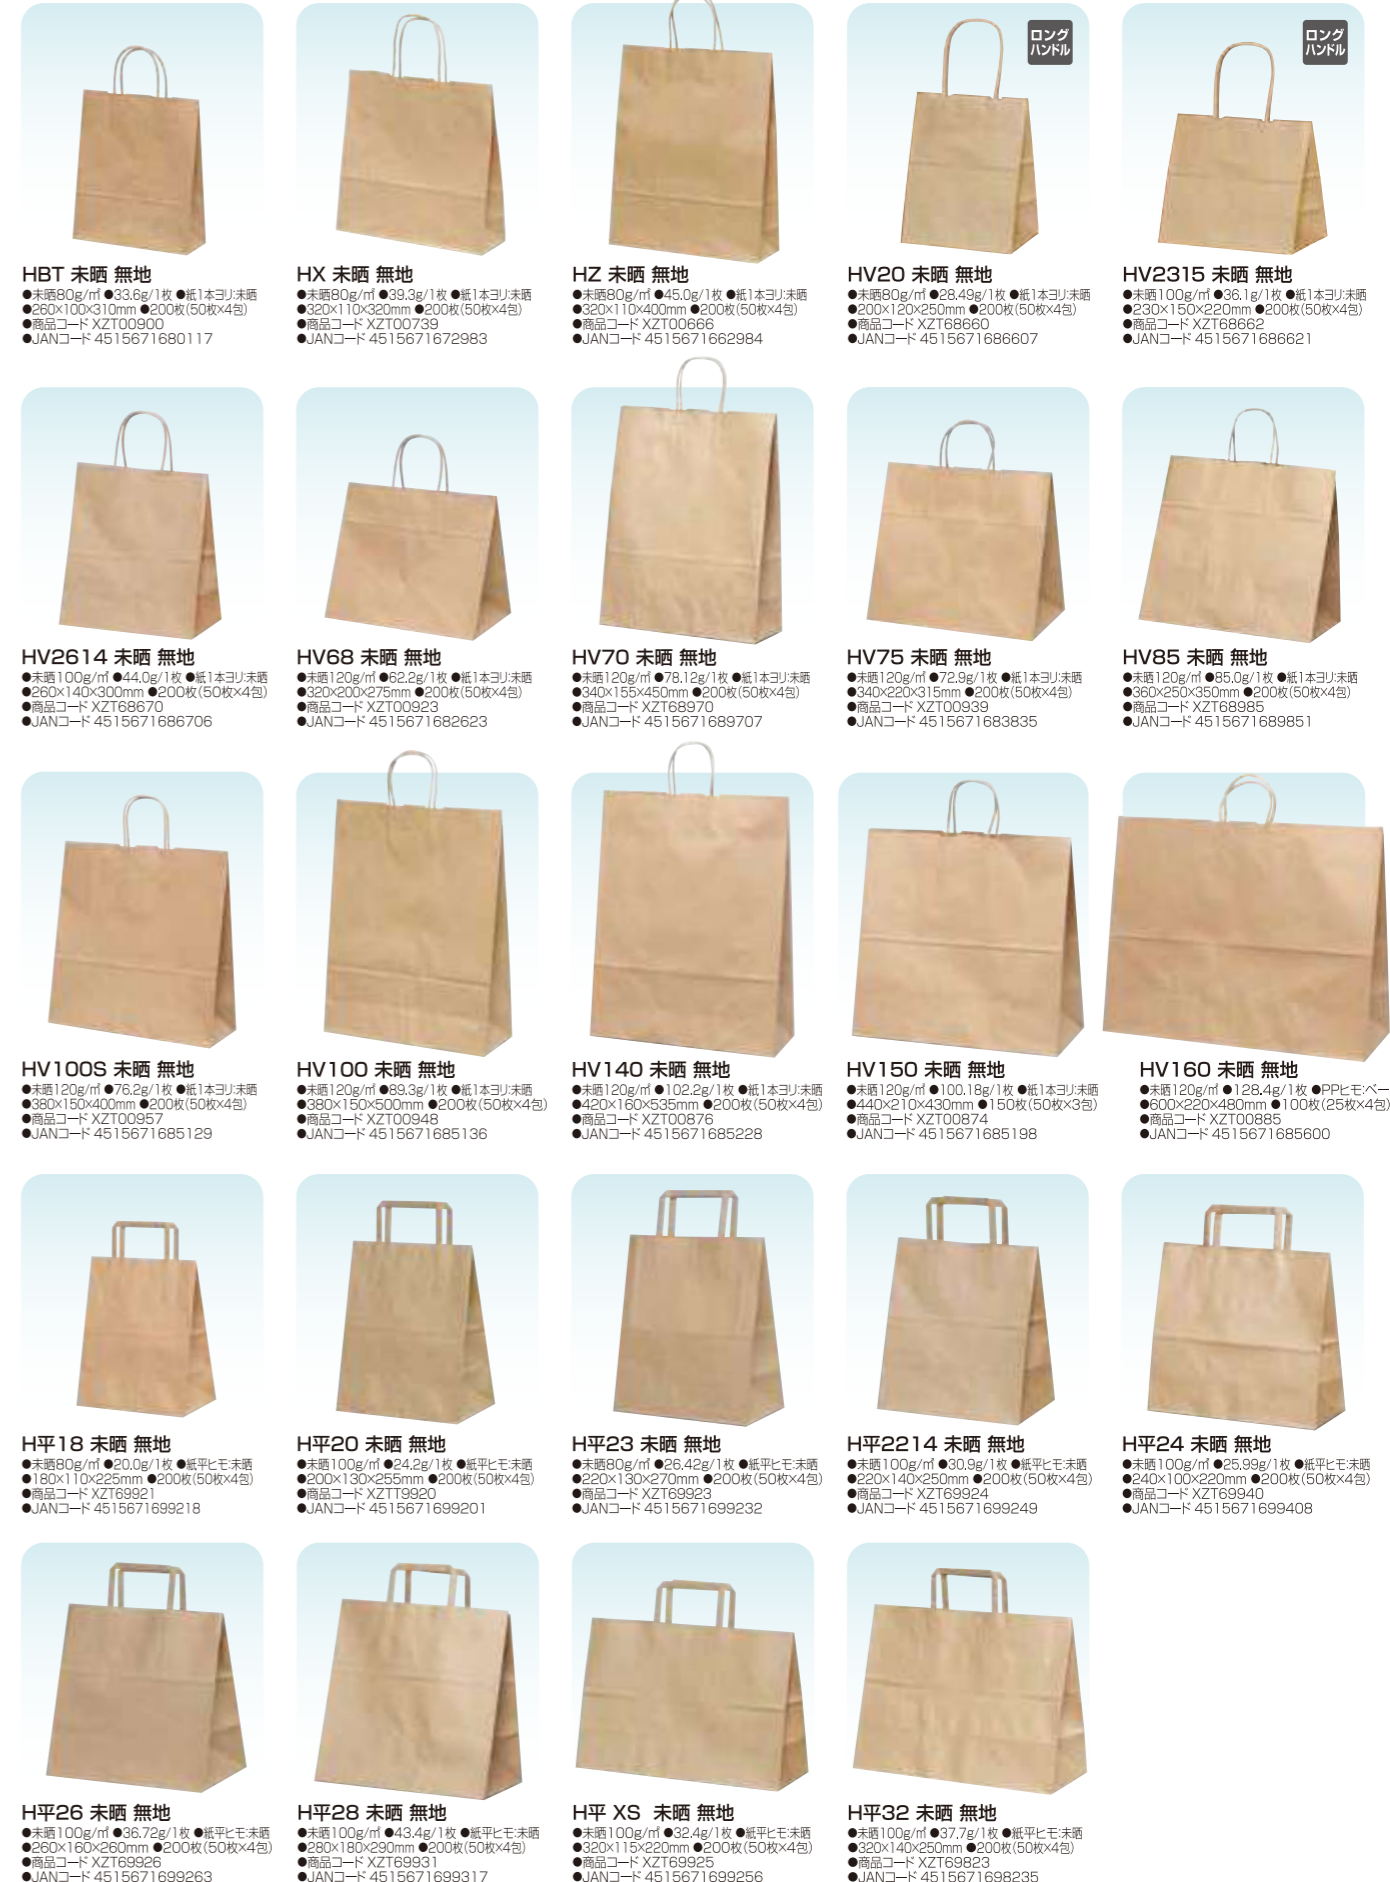 ロング
ハンドル
ロング
ハンドル
HBT 未晒 無地
●未晒80g/㎡ ●33.6g/1枚 ●紙1本ヨリ:未晒
●260×100×310mm ●200枚(50枚×4包)
●商品コード XZT00900
●JANコード 4515671680117
HX 未晒 無地
●未晒80g/㎡ ●39.3g/1枚 ●紙1本ヨリ:未晒
●320×110×320mm ●200枚(50枚×4包)
●商品コード XZT00739
●JANコード 4515671672983
HZ 未晒 無地
●未晒80g/㎡ ●45.0g/1枚 ●紙1本ヨリ:未晒
●320×110×400mm ●200枚(50枚×4包)
●商品コード XZT00666
●JANコード 4515671662984
HV20 未晒 無地
●未晒80g/㎡ ●28.49g/1枚 ●紙1本ヨリ:未晒
●200×120×250mm ●200枚(50枚×4包)
●商品コード XZT68660
●JANコード 4515671686607
HV2315 未晒 無地
●未晒100g/㎡ ●36.1g/1枚 ●紙1本ヨリ:未晒
●230×150×220mm ●200枚(50枚×4包)
●商品コード XZT68662
●JANコード 4515671686621
HV2614 未晒 無地
●未晒100g/㎡ ●44.0g/1枚 ●紙1本ヨリ:未晒
●260×140×300mm ●200枚(50枚×4包)
●商品コード XZT68670
●JANコード 4515671686706
HV68 未晒 無地
●未晒120g/㎡ ●62.2g/1枚 ●紙1本ヨリ:未晒
●320×200×275mm ●200枚(50枚×4包)
●商品コード XZT00923
●JANコード 4515671682623
HV70 未晒 無地
●未晒120g/㎡ ●78.12g/1枚 ●紙1本ヨリ:未晒
●340×155×450mm ●200枚(50枚×4包)
●商品コード XZT68970
●JANコード 4515671689707
HV75 未晒 無地
●未晒120g/㎡ ●72.9g/1枚 ●紙1本ヨリ:未晒
●340×220×315mm ●200枚(50枚×4包)
●商品コード XZT00939
●JANコード 4515671683835
HV85 未晒 無地
●未晒120g/㎡ ●85.0g/1枚 ●紙1本ヨリ:未晒
●360×250×350mm ●200枚(50枚×4包)
●商品コード XZT68985
●JANコード 4515671689851
HV100S 未晒 無地
●未晒120g/㎡ ●76.2g/1枚 ●紙1本ヨリ:未晒
●380×150×400mm ●200枚(50枚×4包)
●商品コード XZT00957
●JANコード 4515671685129
HV100 未晒 無地
●未晒120g/㎡ ●89.3g/1枚 ●紙1本ヨリ:未晒
●380×150×500mm ●200枚(50枚×4包)
●商品コード XZT00948
●JANコード 4515671685136
HV140 未晒 無地
●未晒120g/㎡ ●102.2g/1枚 ●紙1本ヨリ:未晒
●420×160×535mm ●200枚(50枚×4包)
●商品コード XZT00876
●JANコード 4515671685228
HV150 未晒 無地
●未晒120g/㎡ ●100.18g/1枚 ●紙1本ヨリ:未晒
●440×210×430mm ●150枚(50枚×3包)
●商品コード XZT00874
●JANコード 4515671685198
HV160 未晒 無地
●未晒120g/㎡ ●128.4g/1枚 ●PPヒモ:ベー
●600×220×480mm ●100枚(25枚×4包)
●商品コード XZT00885
●JANコード 4515671685600
H平18 未晒 無地
●未晒80g/㎡ ●20.0g/1枚 ●紙平ヒモ:未晒
●180×110×225mm ●200枚(50枚×4包)
●商品コード XZT69921
●JANコード 4515671699218
H平20 未晒 無地
●未晒100g/㎡ ●24.2g/1枚 ●紙平ヒモ:未晒
●200×130×255mm ●200枚(50枚×4包)
●商品コード XZTT9920
●JANコード 4515671699201
H平23 未晒 無地
●未晒80g/㎡ ●26.42g/1枚 ●紙平ヒモ:未晒
●220×130×270mm ●200枚(50枚×4包)
●商品コード XZT69923
●JANコード 4515671699232
H平2214 未晒 無地
●未晒100g/㎡ ●30.9g/1枚 ●紙平ヒモ:未晒
●220×140×250mm ●200枚(50枚×4包)
●商品コード XZT69924
●JANコード 4515671699249
H平24 未晒 無地
●未晒100g/㎡ ●25.99g/1枚 ●紙平ヒモ:未晒
●240×100×220mm ●200枚(50枚×4包)
●商品コード XZT69940
●JANコード 4515671699408
H平26 未晒 無地
●未晒100g/㎡ ●36.72g/1枚 ●紙平ヒモ:未晒
●260×160×260mm ●200枚(50枚×4包)
●商品コード XZT69926
●JANコード 4515671699263
H平28 未晒 無地
●未晒100g/㎡ ●43.4g/1枚 ●紙平ヒモ:未晒
●280×180×290mm ●200枚(50枚×4包)
●商品コード XZT69931
●JANコード 4515671699317
H平 XS 未晒 無地
●未晒100g/㎡ ●32.4g/1枚 ●紙平ヒモ:未晒
●320×115×220mm ●200枚(50枚×4包)
●商品コード XZT69925
●JANコード 4515671699256
H平32 未晒 無地
●未晒100g/㎡ ●37.7g/1枚 ●紙平ヒモ:未晒
●320×140×250mm ●200枚(50枚×4包)
●商品コード XZT69823
●JANコード 4515671698235